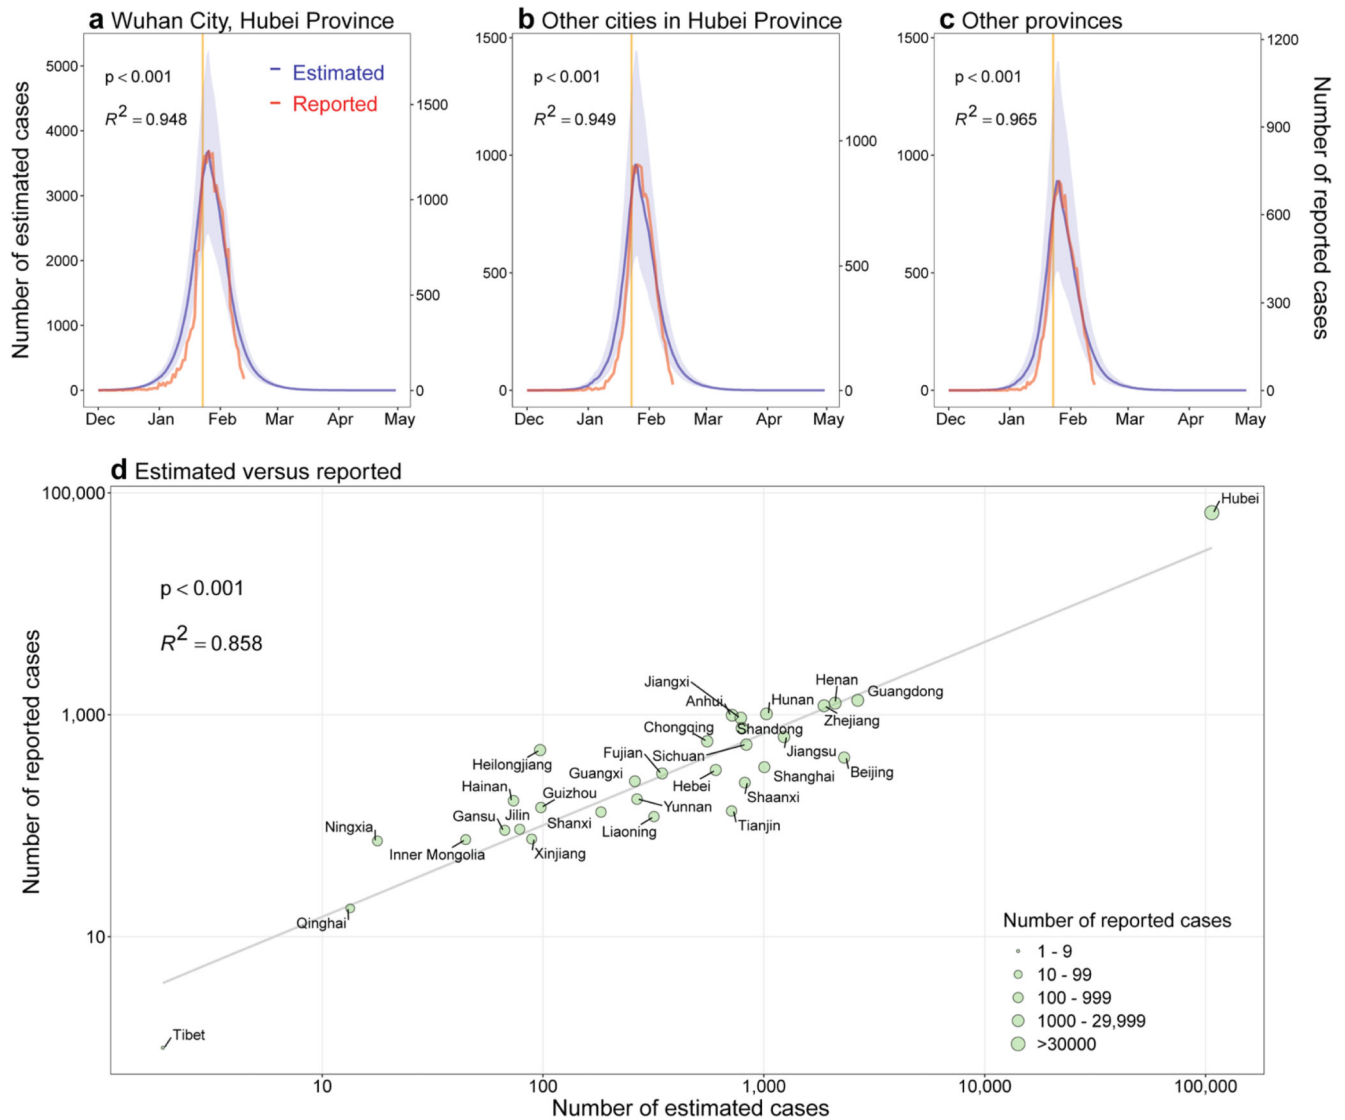 a Wuhan City, Hubei Province
b Other cities in Hubei Province
c Other provinces
Number of estimated cases
5000
4000
3000
2000
1000
0
p < 0.001
R² = 0.948
Estimated
Reported
1500
1000
500
0
Dec Jan Feb Mar Apr May
1500
1000
500
0
p < 0.001
R² = 0.949
1000
500
0
Dec Jan Feb Mar Apr May
1500
1000
500
0
p < 0.001
R² = 0.965
1200
900
600
300
0
Number of reported cases
Dec Jan Feb Mar Apr May
d Estimated versus reported
Number of reported cases
100,000
1,000
10
p < 0.001
R² = 0.858
Hubei
Henan
Jiangxi
Guangdong
Anhui
Hunan
Zhejiang
Chongqing
Shandong
Jiangsu
Fujian
Sichuan
Heilongjiang
Guangxi
Hebei
Shanghai
Beijing
Hainan
Guizhou
Shaanxi
Yunnan
Gansu
Jilin
Shanxi
Liaoning
Tianjin
Ningxia
Inner Mongolia
Xinjiang
Qinghai
Tibet
Number of reported cases
1 - 9
10 - 99
100 - 999
1000 - 29,999
>30000
10 100 1,000 10,000 100,000
Number of estimated cases